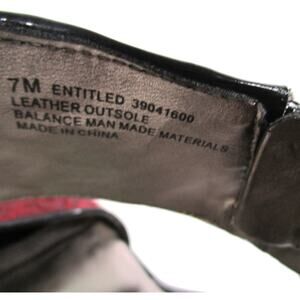 7M ENTITLED 39041600
LEATHER OUTSOLE
BALANCE MAN MADE MATERIALS
MADE IN CHINA